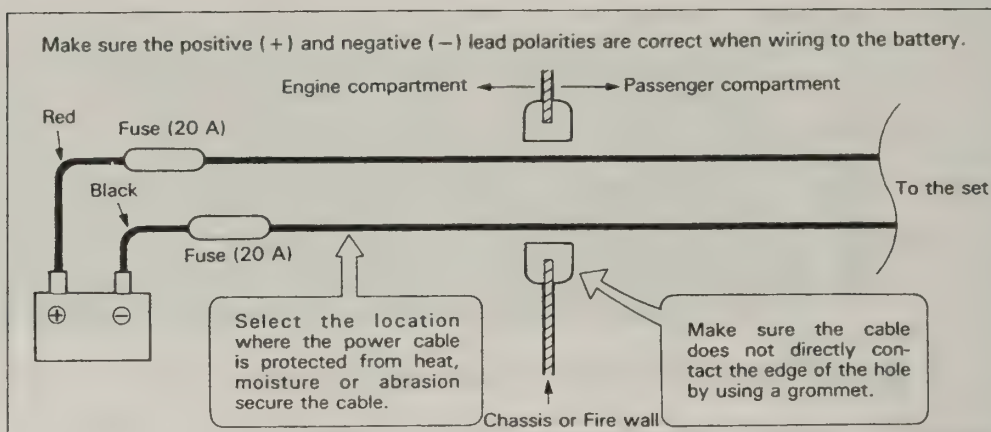 Make sure the positive (+) and negative (−) lead polarities are correct when wiring to the battery.
Engine compartment
Passenger compartment
Red
Fuse (20 A)
Black
To the set
Fuse (20 A)
⊕ ⊖
Select the location
where the power cable
is protected from heat,
moisture or abrasion
secure the cable.
Make sure the cable
does not directly con-
tact the edge of the hole
by using a grommet.
Chassis or Fire wall